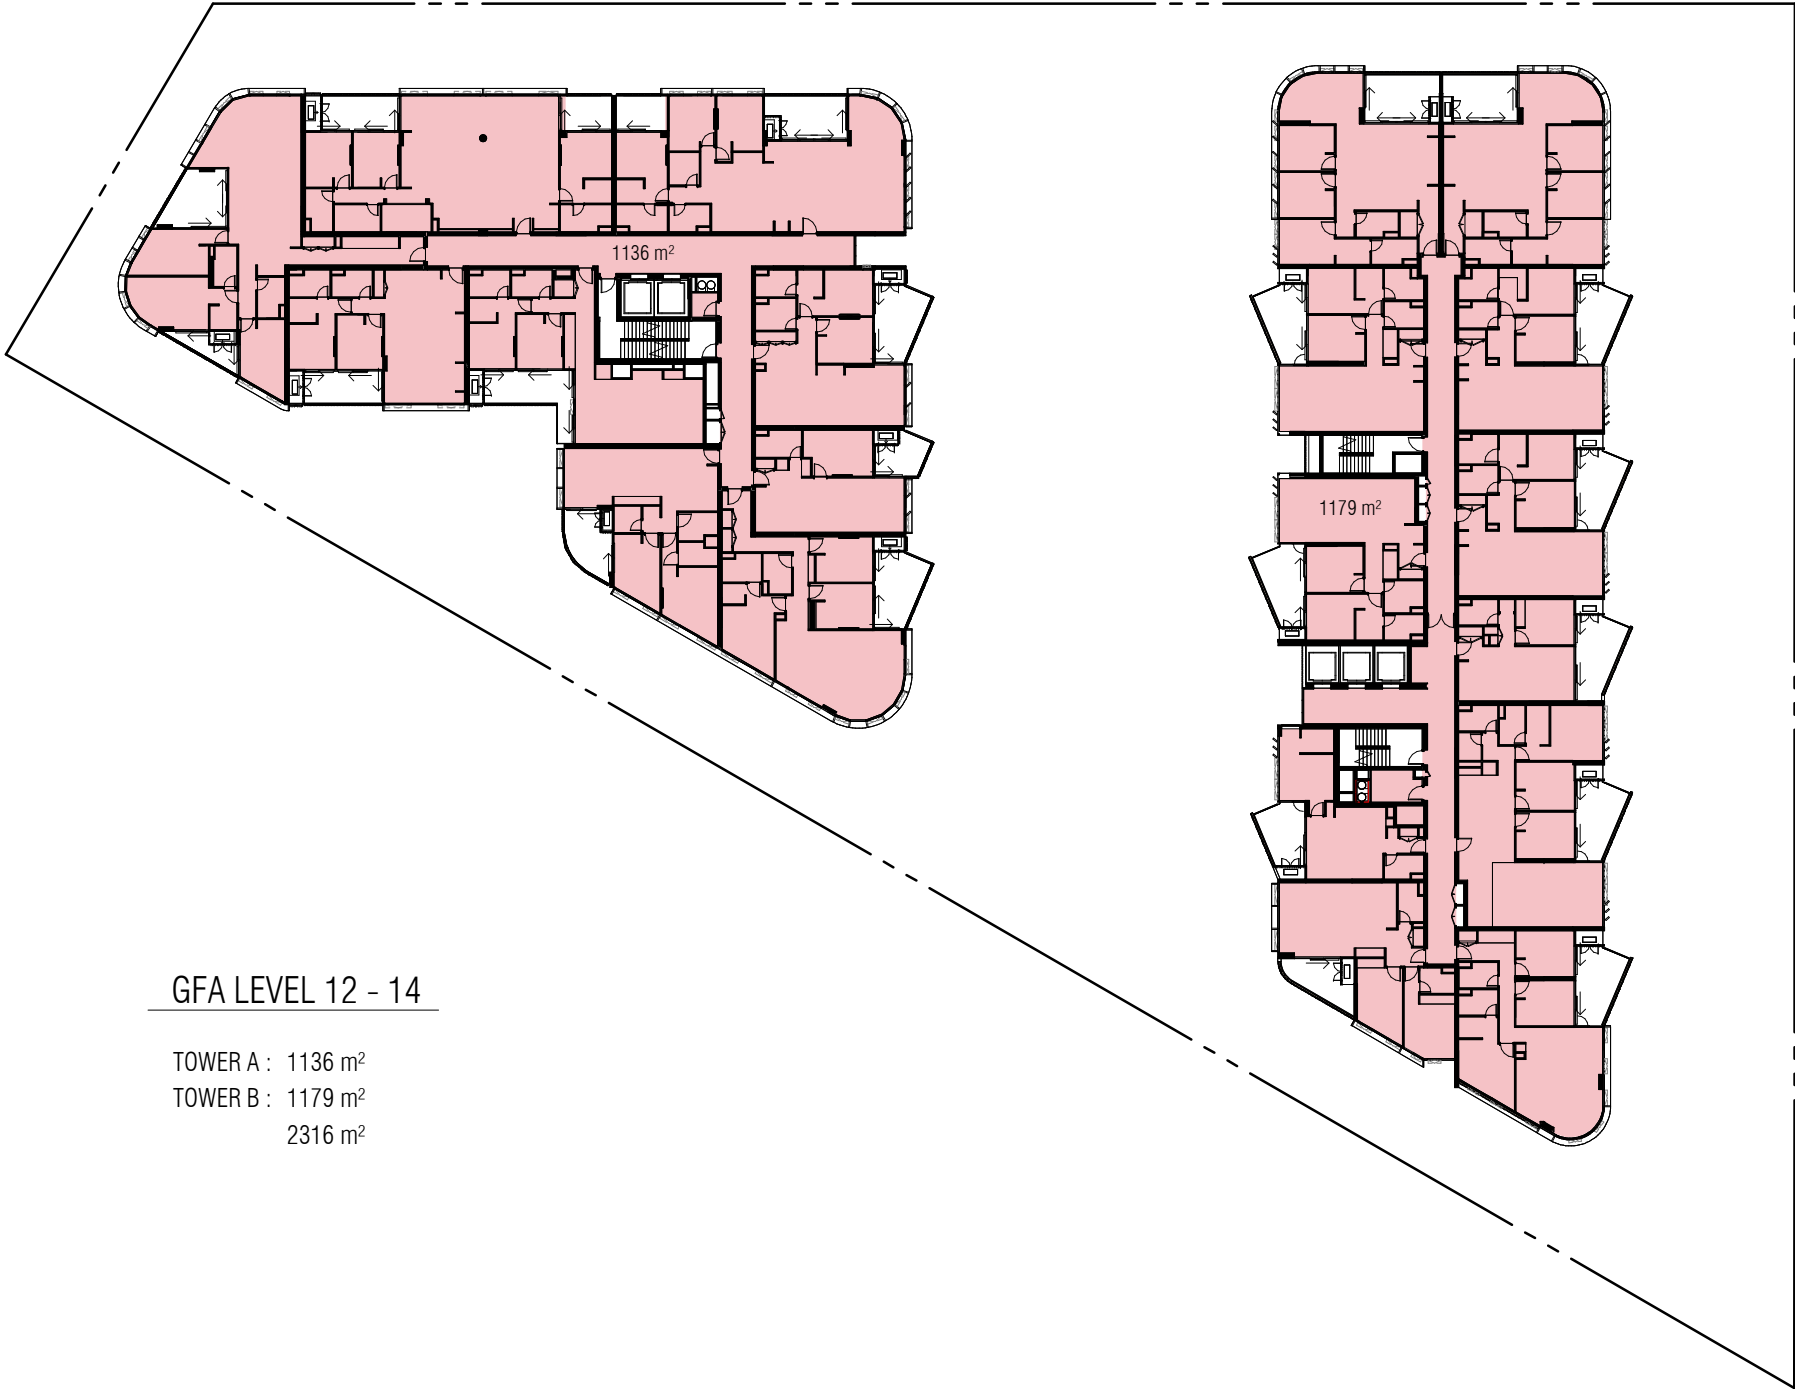 1136 m²
1179 m²
GFA LEVEL 12 - 14
TOWER A : 1136 m²
TOWER B : 1179 m²
2316 m²